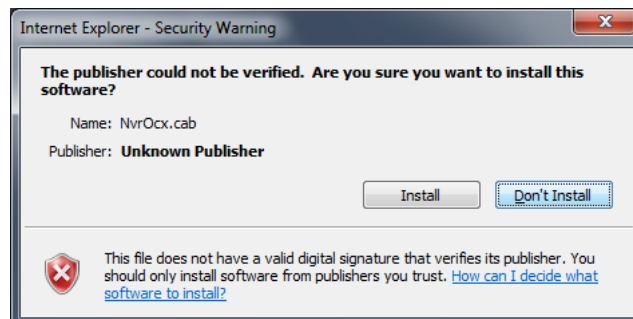 Internet Explorer - Security Warning
The publisher could not be verified. Are you sure you want to install this
software?
Name: NvrOcx.cab
Publisher: Unknown Publisher
Install
Don't Install
This file does not have a valid digital signature that verifies its publisher. You
should only install software from publishers you trust. How can I decide what
software to install?